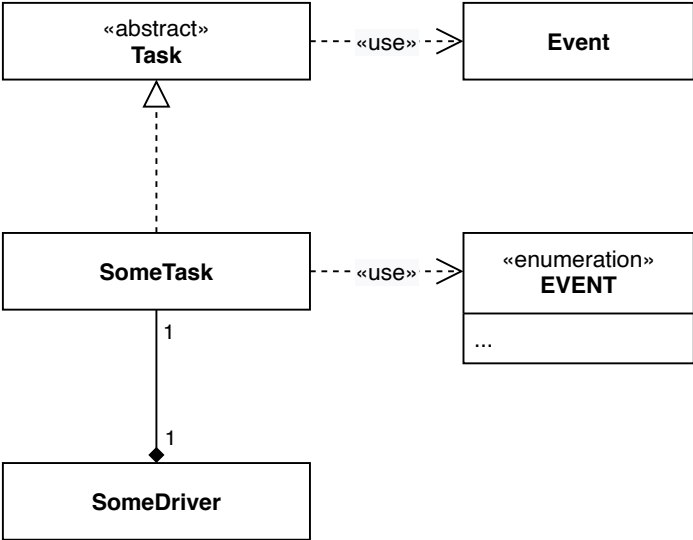 «abstract»
Task
«use»
Event
SomeTask
«use»
«enumeration»
EVENT
...
1
1
SomeDriver